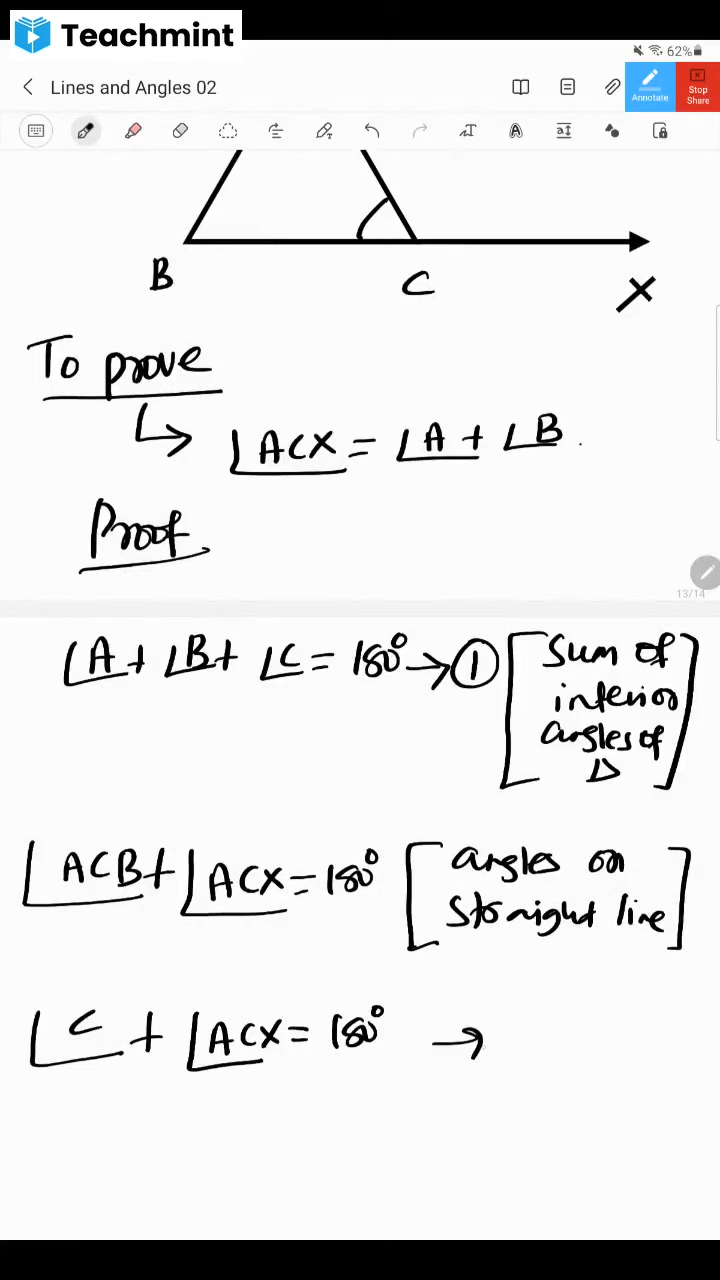 Teachmint
62%
Lines and Angles 02
Annotate
Stop
Share
B
C
X
To prove
∠ACX = ∠A + ∠B.
Proof
13/14
∠A + ∠B + ∠C = 180° → ① [Sum of
interior
angles of
Δ]
∠ACB + ∠ACX = 180° [angles on
straight line]
∠C + ∠ACX = 180° →